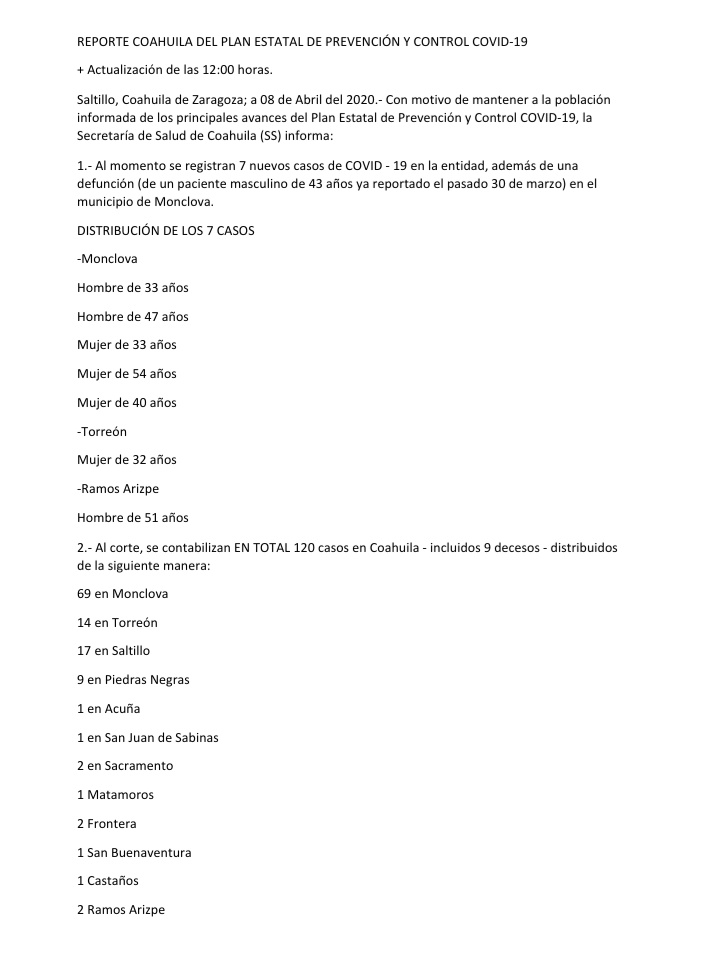 REPORTE COAHUILA DEL PLAN ESTATAL DE PREVENCIÓN Y CONTROL COVID-19
+ Actualización de las 12:00 horas.
Saltillo, Coahuila de Zaragoza; a 08 de Abril del 2020.- Con motivo de mantener a la población
informada de los principales avances del Plan Estatal de Prevención y Control COVID-19, la
Secretaría de Salud de Coahuila (SS) informa:
1.- Al momento se registran 7 nuevos casos de COVID - 19 en la entidad, además de una
defunción (de un paciente masculino de 43 años ya reportado el pasado 30 de marzo) en el
municipio de Monclova.
DISTRIBUCIÓN DE LOS 7 CASOS
-Monclova
Hombre de 33 años
Hombre de 47 años
Mujer de 33 años
Mujer de 54 años
Mujer de 40 años
-Torreón
Mujer de 32 años
-Ramos Arizpe
Hombre de 51 años
2.- Al corte, se contabilizan EN TOTAL 120 casos en Coahuila - incluidos 9 decesos - distribuidos
de la siguiente manera:
69 en Monclova
14 en Torreón
17 en Saltillo
9 en Piedras Negras
1 en Acuña
1 en San Juan de Sabinas
2 en Sacramento
1 Matamoros
2 Frontera
1 San Buenaventura
1 Castaños
2 Ramos Arizpe